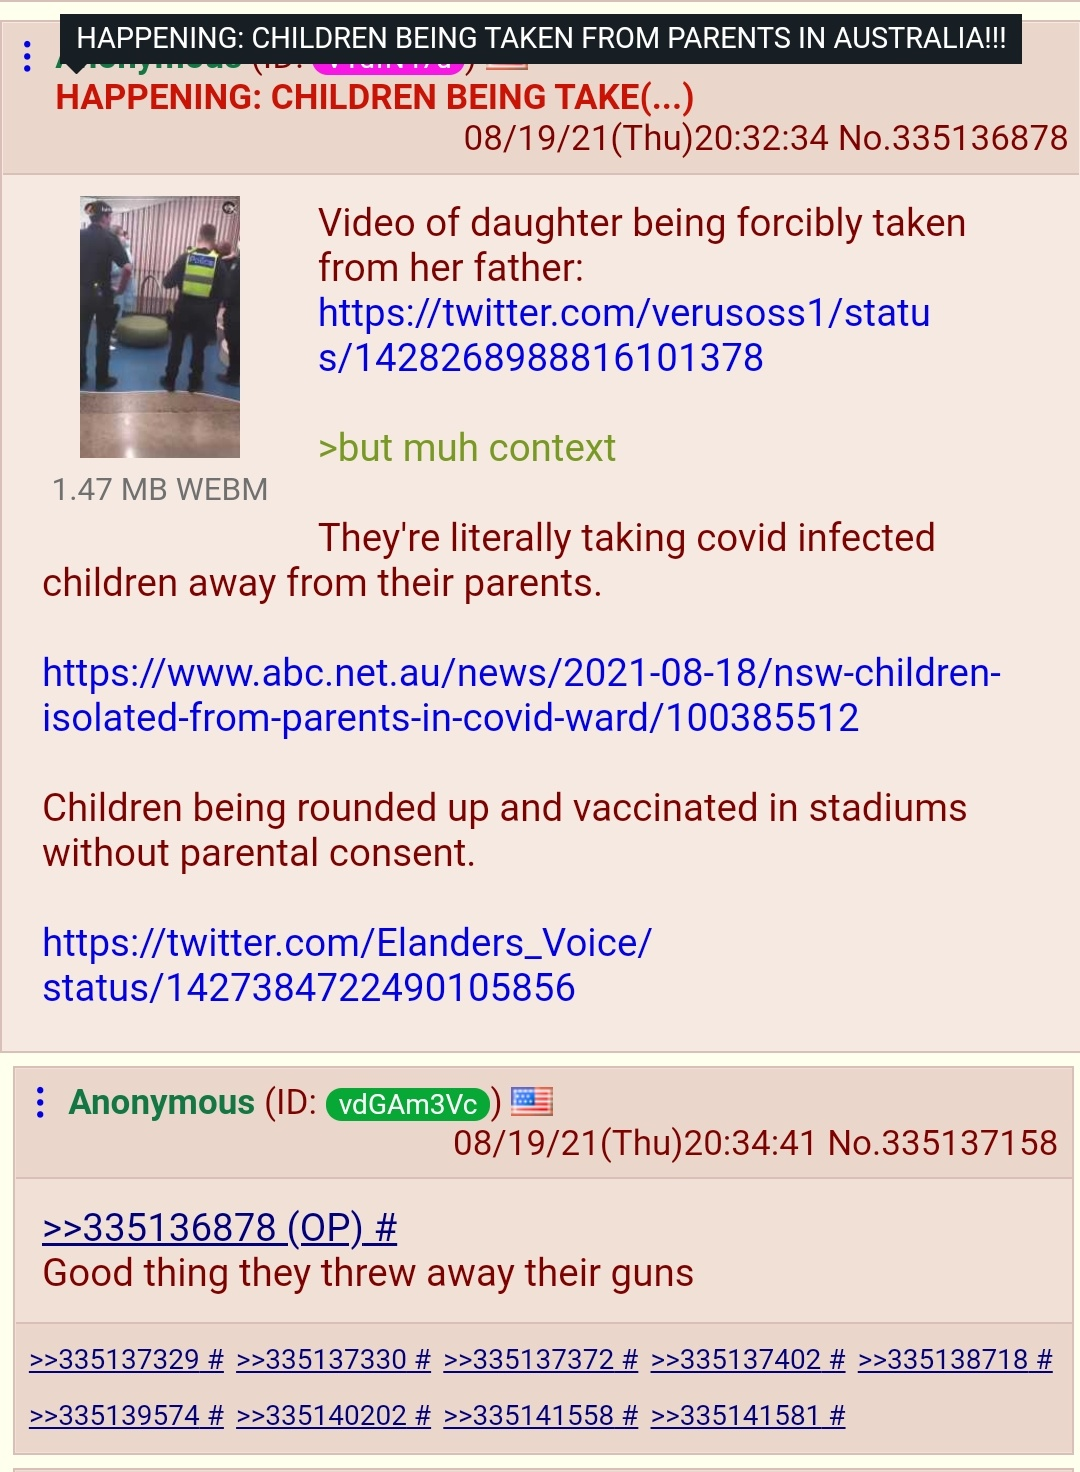 HAPPENING: CHILDREN BEING TAKEN FROM PARENTS IN AUSTRALIA!!!
Anonymous (ID:
HAPPENING: CHILDREN BEING TAKE(...)
08/19/21(Thu)20:32:34 No.335136878
Police
Video of daughter being forcibly taken
from her father:
https://twitter.com/verusoss1/statu
s/1428268988816101378
>but muh context
1.47 MB WEBM
They're literally taking covid infected
children away from their parents.
https://www.abc.net.au/news/2021-08-18/nsw-children-
isolated-from-parents-in-covid-ward/100385512
Children being rounded up and vaccinated in stadiums
without parental consent.
https://twitter.com/Elanders_Voice/
status/1427384722490105856
Anonymous (ID: vdGAm3Vc)
08/19/21(Thu)20:34:41 No.335137158
>>335136878 (OP) #
Good thing they threw away their guns
>>335137329 # >>335137330 # >>335137372 # >>335137402 # >>335138718 #
>>335139574 # >>335140202 # >>335141558 # >>335141581 #